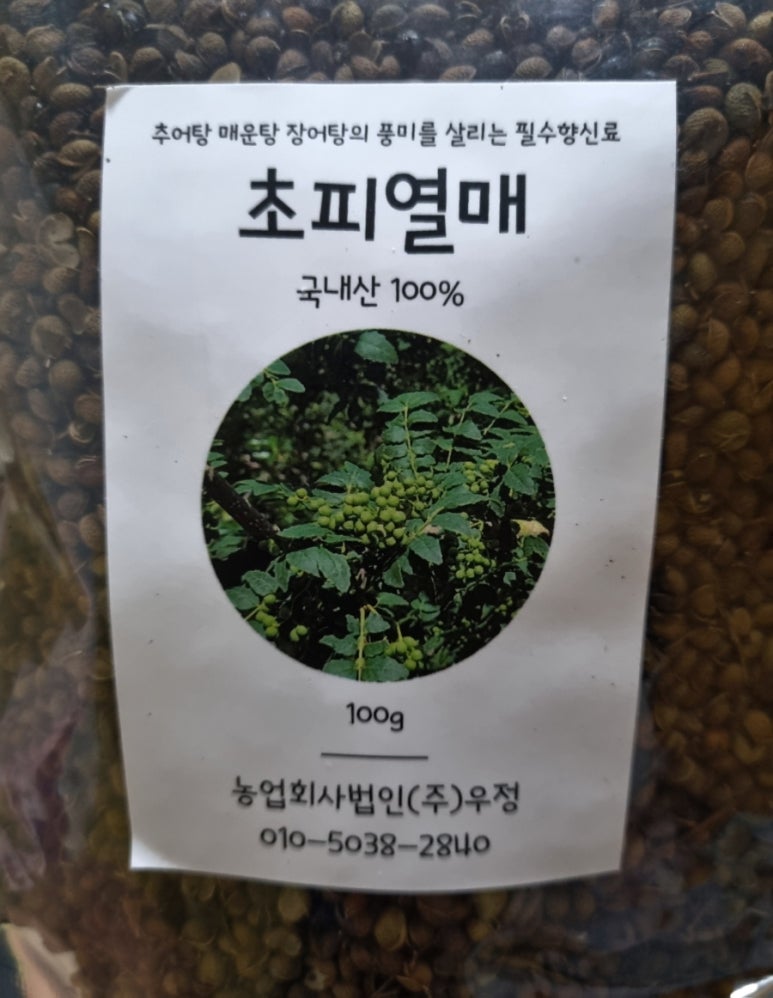 추어탕 매운탕 장어탕의 풍미를 살리는 필수향신료
초피열매
국내산 100%
100g
농업회사법인(주)우정
010-5038-2840